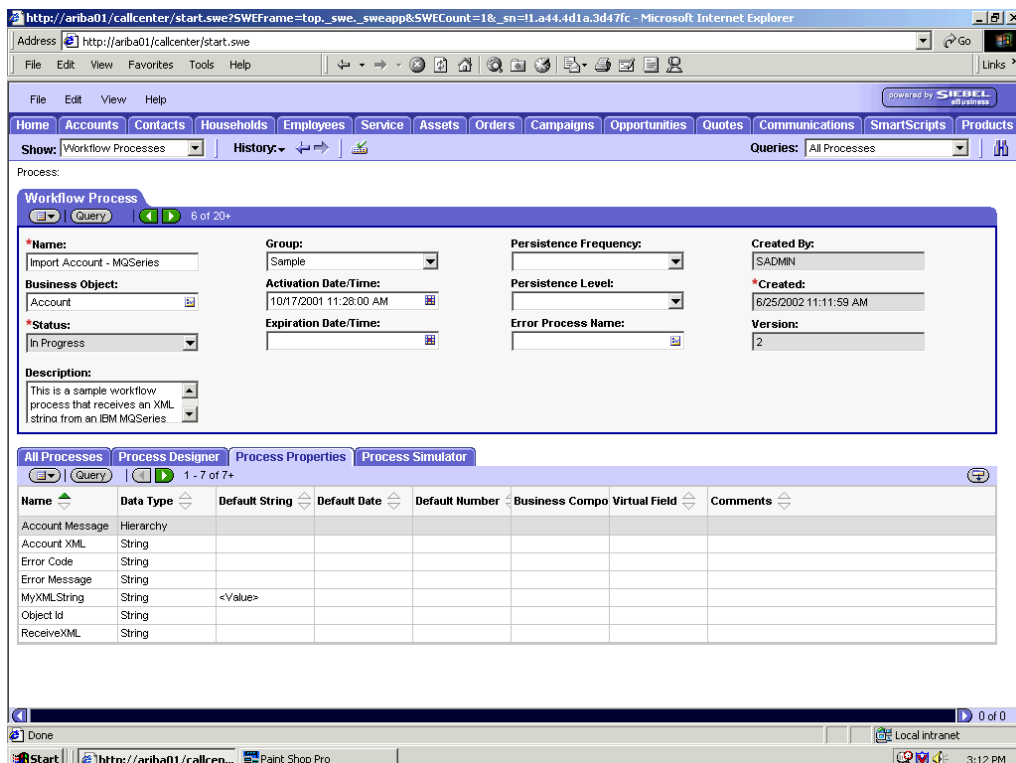 http://ariba01/callcenter/start.swe?SWEFrame=top._swe._sweapp&SWECount=1&_sn=!1.a44.4d1a.3d47fc - Microsoft Internet Explorer
Address http://ariba01/callcenter/start.swe Go
File Edit View Favorites Tools Help Links »
File Edit View Help powered by SIEBEL eBusiness
Home Accounts Contacts Households Employees Service Assets Orders Campaigns Opportunities Quotes Communications SmartScripts Products
Show: Workflow Processes History: Queries: All Processes
Process:
Workflow Process
Query 6 of 20+
*Name: Group: Persistence Frequency: Created By:
Import Account - MQSeries Sample SADMIN
Business Object: Activation Date/Time: Persistence Level: *Created:
Account 10/17/2001 11:28:00 AM 6/25/2002 11:11:59 AM
*Status: Expiration Date/Time: Error Process Name: Version:
In Progress 2
Description:
This is a sample workflow
process that receives an XML
string from an IBM MQSeries
All Processes Process Designer Process Properties Process Simulator
Query 1 - 7 of 7+
Name Data Type Default String Default Date Default Number Business Compo Virtual Field Comments
Account Message Hierarchy
Account XML String
Error Code String
Error Message String
MyXMLString String <Value>
Object Id String
ReceiveXML String
0 of 0
Done Local intranet
Start http://ariba01/callcen... Paint Shop Pro 3:12 PM